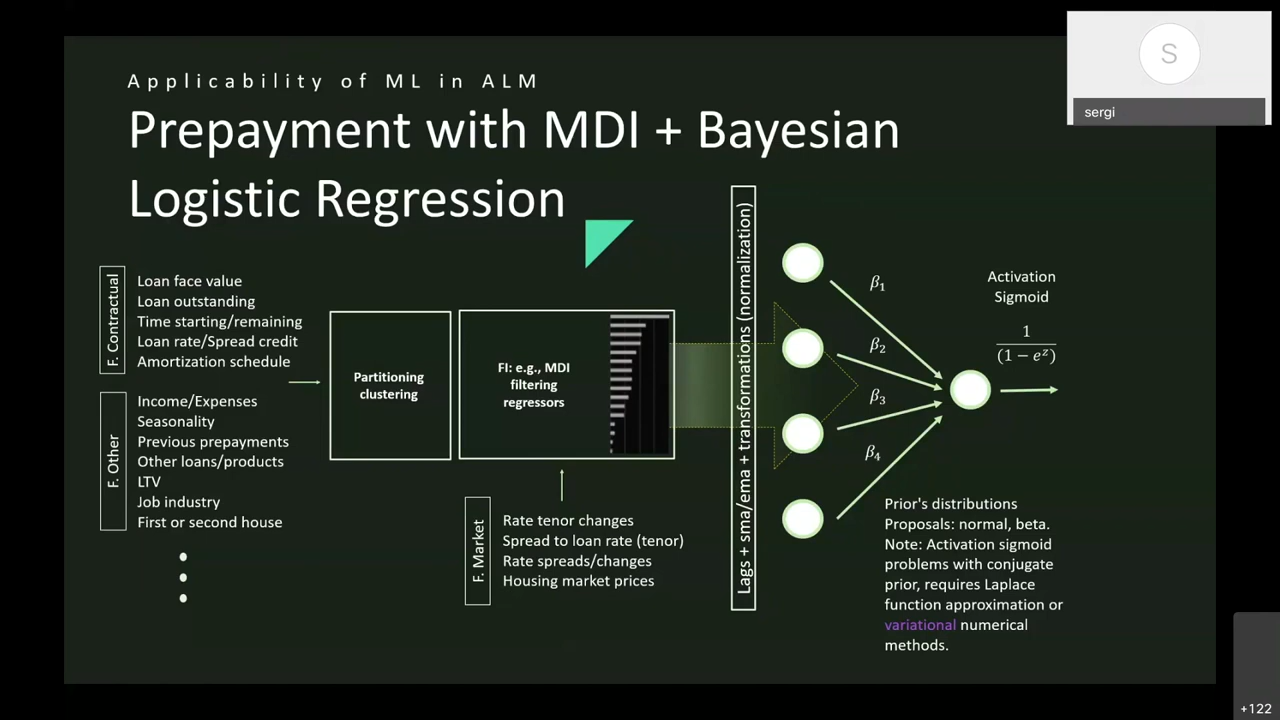 Applicability of ML in ALM
Prepayment with MDI + Bayesian
Logistic Regression
S
sergi
F. Contractual
Loan face value
Loan outstanding
Time starting/remaining
Loan rate/Spread credit
Amortization schedule
F. Other
Income/Expenses
Seasonality
Previous prepayments
Other loans/products
LTV
Job industry
First or second house
Partitioning
clustering
FI: e.g., MDI
filtering
regressors
F. Market
Rate tenor changes
Spread to loan rate (tenor)
Rate spreads/changes
Housing market prices
Lags + sma/ema + transformations (normalization)
β1
β2
β3
β4
Activation
Sigmoid
1
(1 − e^z)
Prior's distributions
Proposals: normal, beta.
Note: Activation sigmoid
problems with conjugate
prior, requires Laplace
function approximation or
variational numerical
methods.
+122